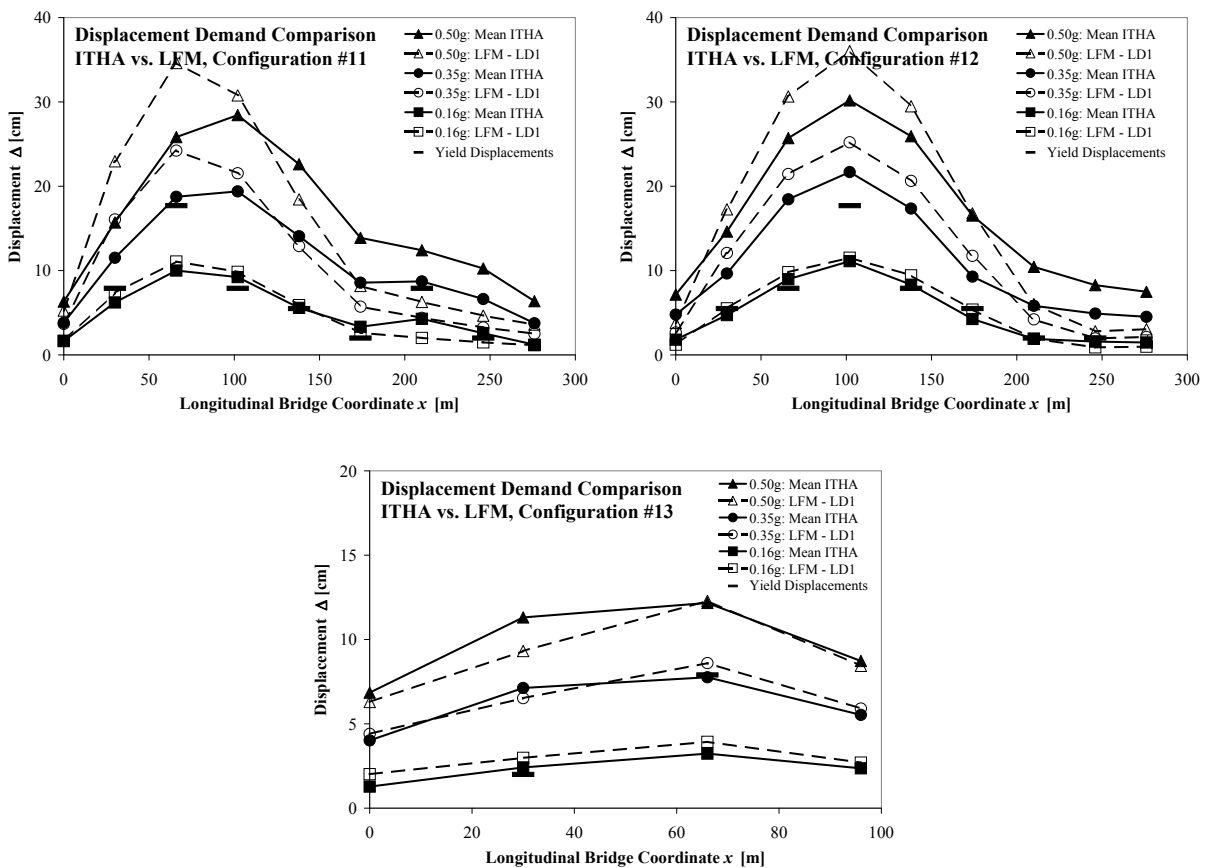 Displacement Demand Comparison
ITHA vs. LFM, Configuration #11
0.50g: Mean ITHA
0.50g: LFM - LD1
0.35g: Mean ITHA
0.35g: LFM - LD1
0.16g: Mean ITHA
0.16g: LFM - LD1
Yield Displacements
Displacement Δ [cm]
40
30
20
10
0
0 50 100 150 200 250 300
Longitudinal Bridge Coordinate x [m]
Displacement Demand Comparison
ITHA vs. LFM, Configuration #12
0.50g: Mean ITHA
0.50g: LFM - LD1
0.35g: Mean ITHA
0.35g: LFM - LD1
0.16g: Mean ITHA
0.16g: LFM - LD1
Yield Displacements
Displacement Δ [cm]
40
30
20
10
0
0 50 100 150 200 250 300
Longitudinal Bridge Coordinate x [m]
Displacement Demand Comparison
ITHA vs. LFM, Configuration #13
0.50g: Mean ITHA
0.50g: LFM - LD1
0.35g: Mean ITHA
0.35g: LFM - LD1
0.16g: Mean ITHA
0.16g: LFM - LD1
Yield Displacements
Displacement Δ [cm]
20
15
10
5
0
0 20 40 60 80 100
Longitudinal Bridge Coordinate x [m]